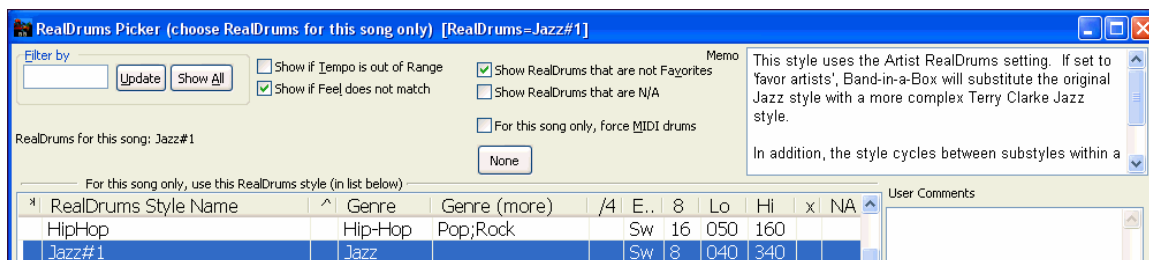 RealDrums Picker (choose RealDrums for this song only) [RealDrums=Jazz#1]
Filter by
Update Show All
Show if Tempo is out of Range
Show if Feel does not match
Show RealDrums that are not Favorites
Show RealDrums that are N/A
For this song only, force MIDI drums
None
RealDrums for this song: Jazz#1
Memo
This style uses the Artist RealDrums setting. If set to
'favor artists', Band-in-a-Box will substitute the original
Jazz style with a more complex Terry Clarke Jazz
style.
In addition, the style cycles between substyles within a
For this song only, use this RealDrums style (in list below)
User Comments
* RealDrums Style Name ^ Genre Genre (more) /4 E.. 8 Lo Hi x NA
HipHop Hip-Hop Pop;Rock Sw 16 050 160
Jazz#1 Jazz Sw 8 040 340